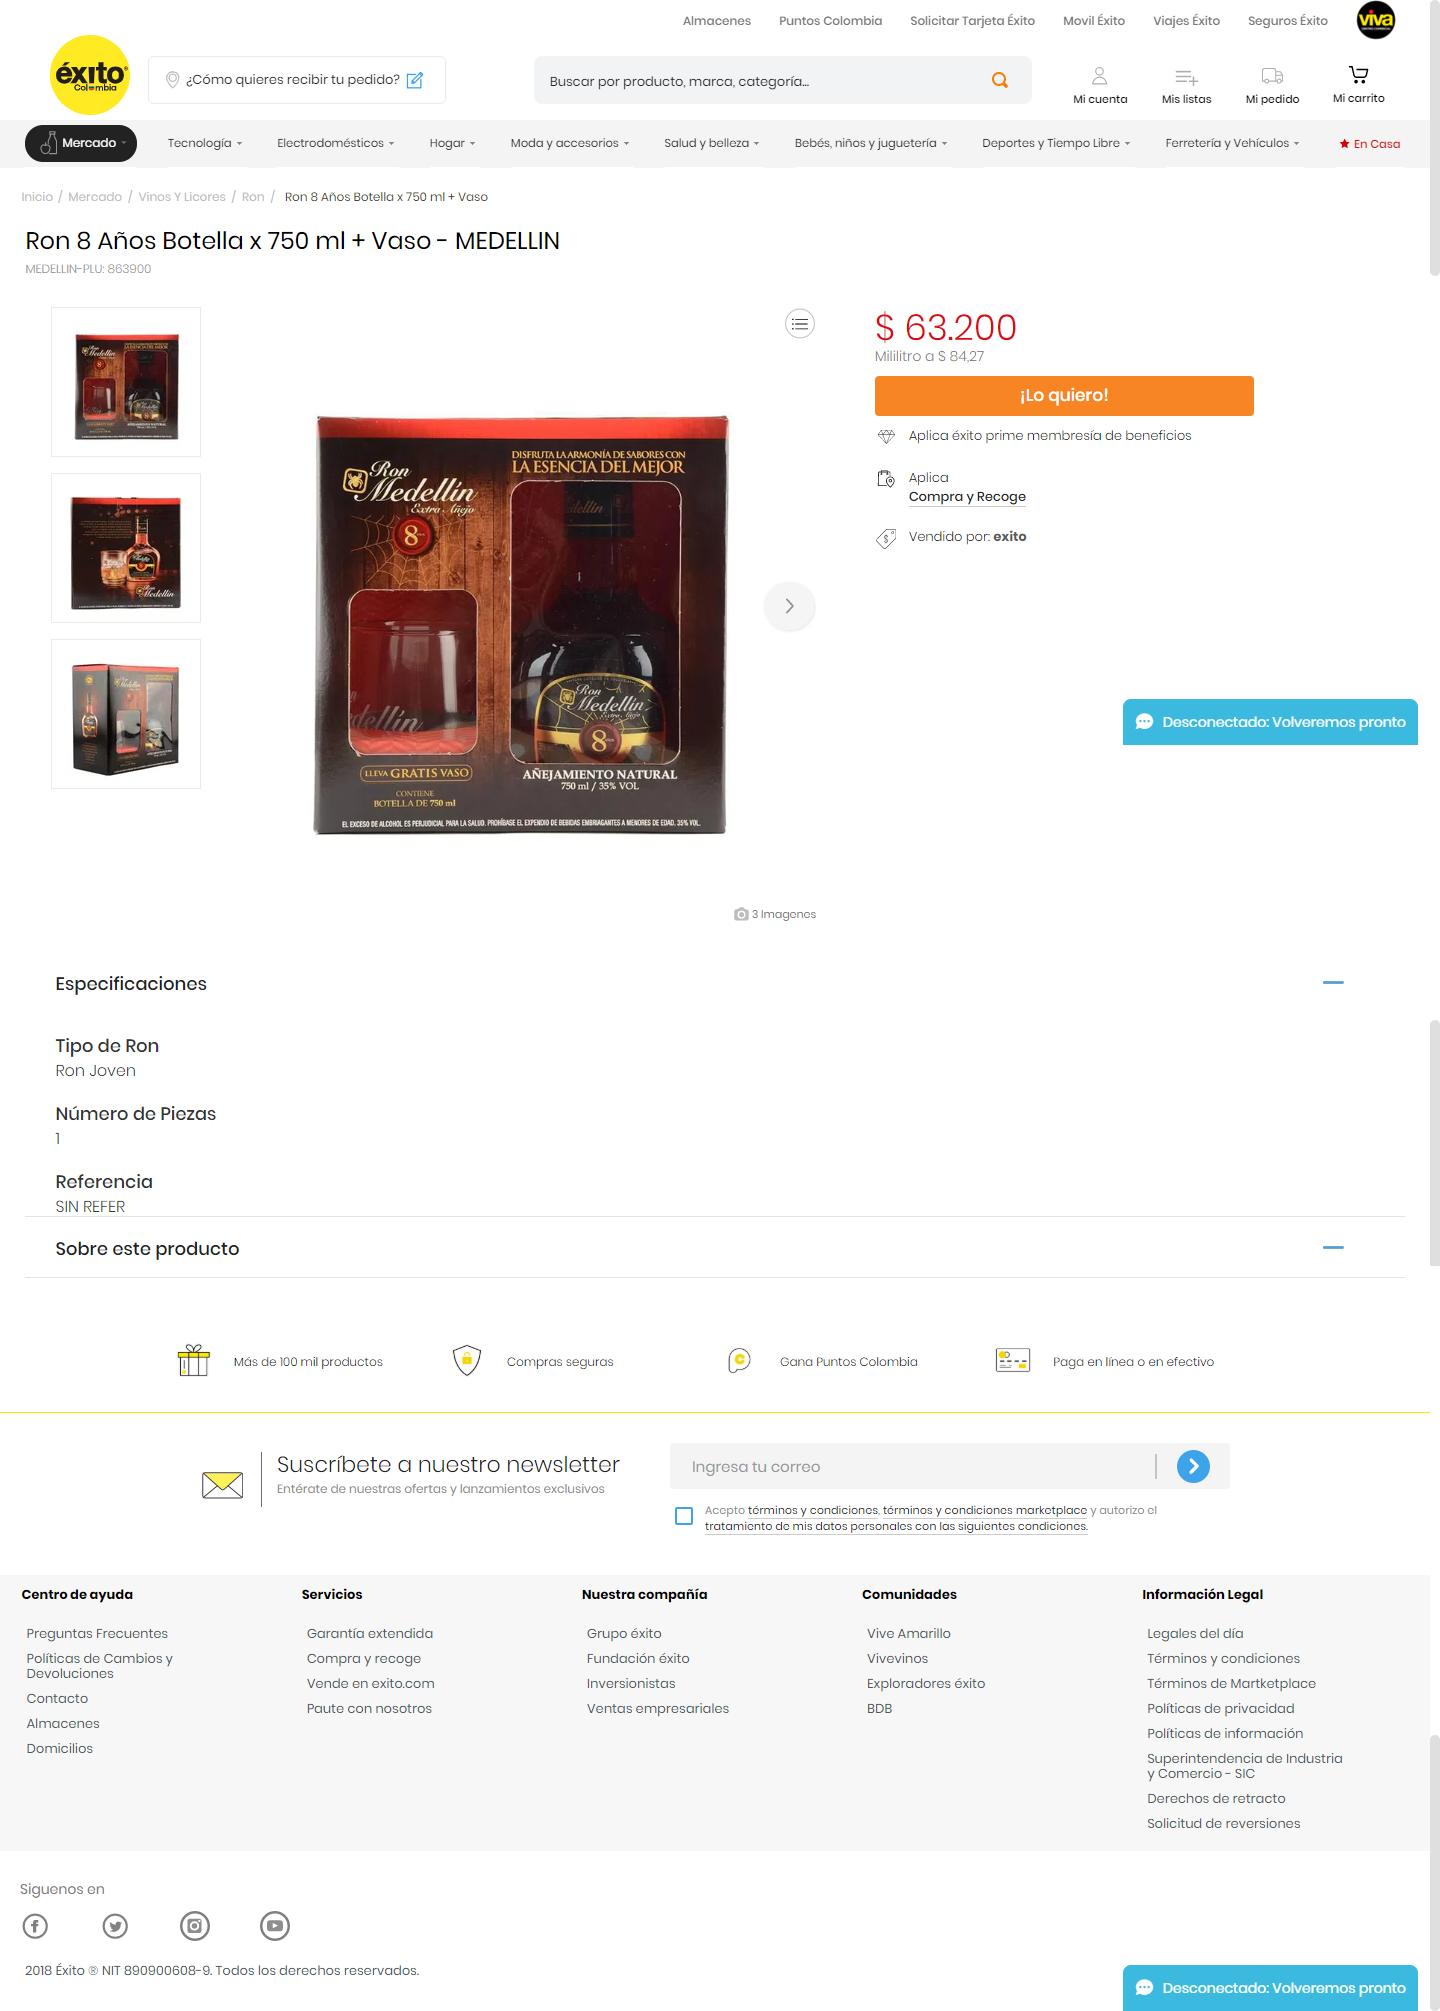 Almacenes Puntos Colombia Solicitar Tarjeta Éxito Movil Éxito Viajes Éxito Seguros Éxito viva
éxito
Colombia
¿Cómo quieres recibir tu pedido?
Buscar por producto, marca, categoría...
Mi cuenta Mis listas Mi pedido Mi carrito
Mercado Tecnología Electrodomésticos Hogar Moda y accesorios Salud y belleza Bebés, niños y juguetería Deportes y Tiempo Libre Ferretería y Vehículos En Casa
Inicio / Mercado / Vinos Y Licores / Ron / Ron 8 Años Botella x 750 ml + Vaso
Ron 8 Años Botella x 750 ml + Vaso - MEDELLIN
MEDELLIN-PLU: 863900
DISFRUTA LA ARMONÍA DE SABORES CON
LA ESENCIA DEL MEJOR
Ron
Medellín
Extra Añejo
8
Ron
Medellín
Extra Añejo
8
LLEVA GRATIS VASO
CONTIENE
BOTELLA DE 750 ml
AÑEJAMIENTO NATURAL
750 ml / 35% VOL
EL EXCESO DE ALCOHOL ES PERJUDICIAL PARA LA SALUD. PROHÍBASE EL EXPENDIO DE BEBIDAS EMBRIAGANTES A MENORES DE EDAD. 35% VOL.
3 Imagenes
$ 63.200
Mililitro a $ 84,27
¡Lo quiero!
Aplica éxito prime membresía de beneficios
Aplica
Compra y Recoge
Vendido por: exito
Desconectado: Volveremos pronto
Especificaciones
Tipo de Ron
Ron Joven
Número de Piezas
1
Referencia
SIN REFER
Sobre este producto
Más de 100 mil productos Compras seguras Gana Puntos Colombia Paga en línea o en efectivo
Suscríbete a nuestro newsletter
Entérate de nuestras ofertas y lanzamientos exclusivos
Ingresa tu correo
Acepto términos y condiciones, términos y condiciones marketplace y autorizo el
tratamiento de mis datos personales con las siguientes condiciones.
Centro de ayuda
Preguntas Frecuentes
Políticas de Cambios y
Devoluciones
Contacto
Almacenes
Domicilios
Servicios
Garantía extendida
Compra y recoge
Vende en exito.com
Paute con nosotros
Nuestra compañía
Grupo éxito
Fundación éxito
Inversionistas
Ventas empresariales
Comunidades
Vive Amarillo
Vivevinos
Exploradores éxito
BDB
Información Legal
Legales del día
Términos y condiciones
Términos de Martketplace
Políticas de privacidad
Políticas de información
Superintendencia de Industria
y Comercio - SIC
Derechos de retracto
Solicitud de reversiones
Siguenos en
2018 Éxito ® NIT 890900608-9. Todos los derechos reservados.
Desconectado: Volveremos pronto